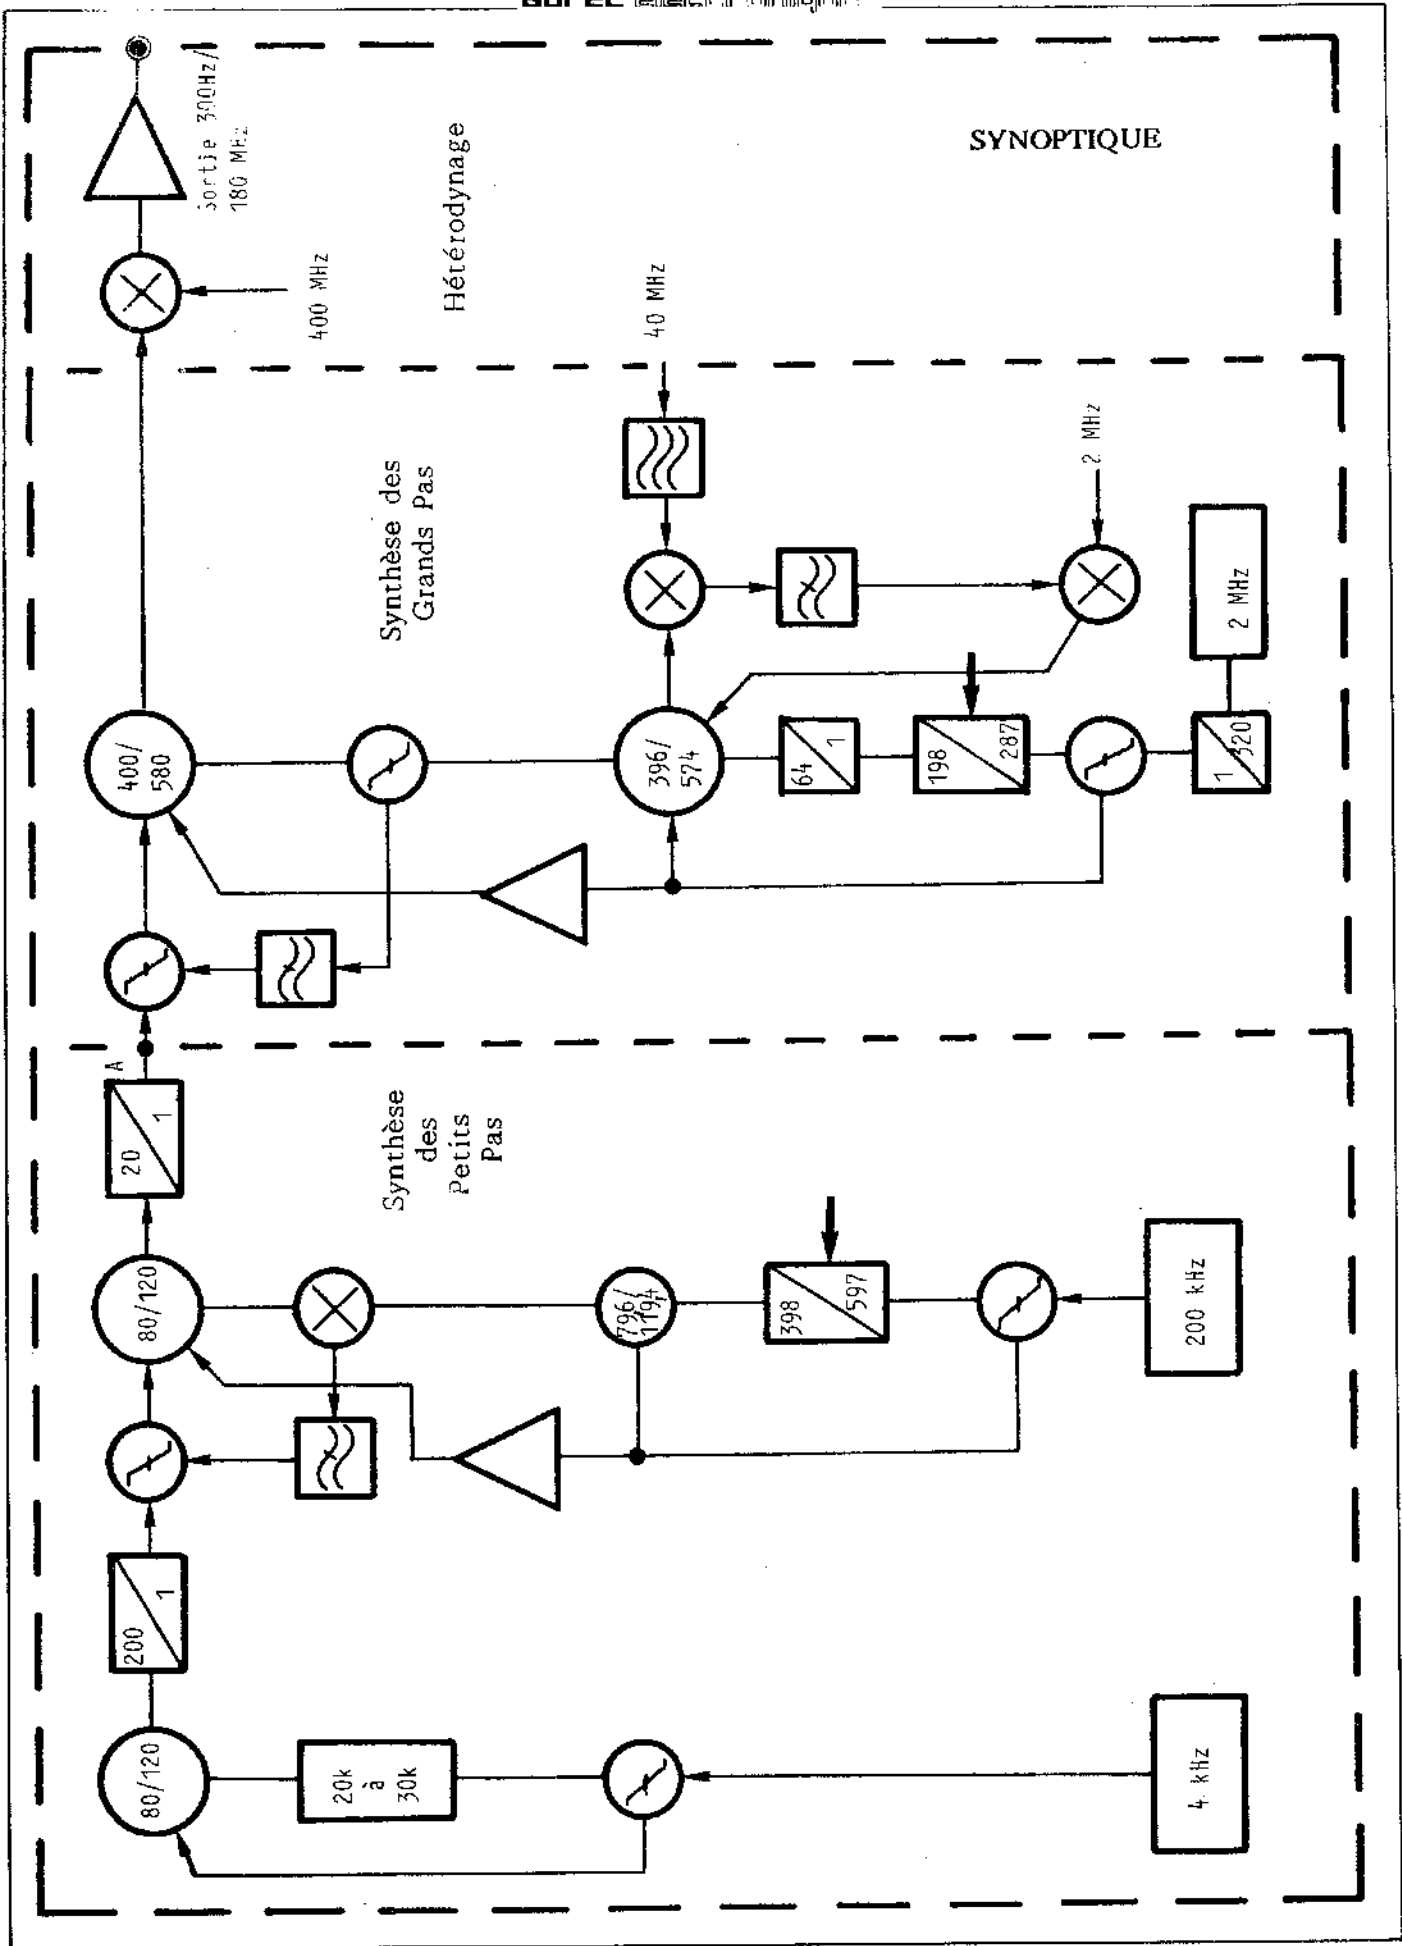 SYNOPTIQUE
Sortie 300Hz/
180 MHz
400 MHz
Hétérodynage
40 MHz
Synthèse des
Grands Pas
2 MHz
400/
580
396/
574
64
1
198
287
1
320
2 MHz
A
20
1
Synthèse
des
Petits
Pas
80/120
796/
1194
398
597
200 kHz
200
1
80/120
20k
à
30k
4 kHz